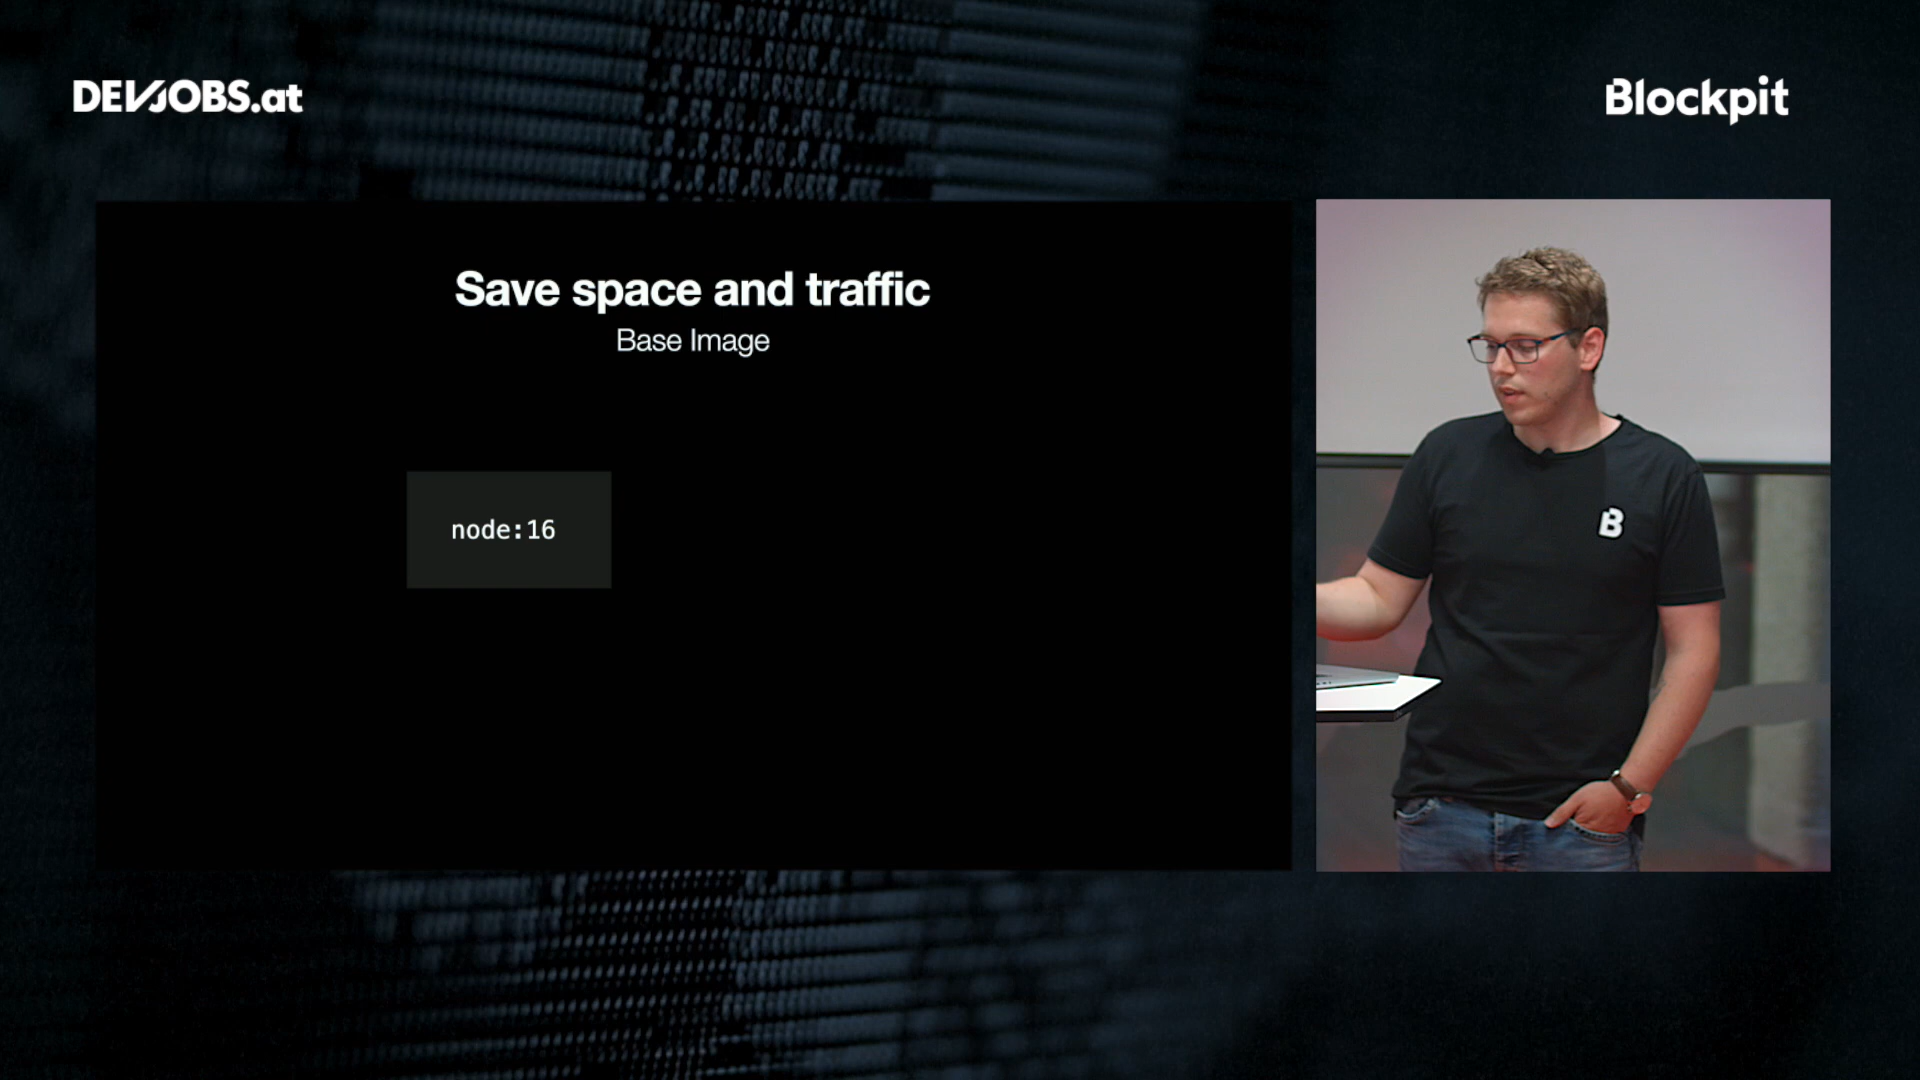 DEVJOBS.at
Blockpit
Save space and traffic
Base Image
node:16
B